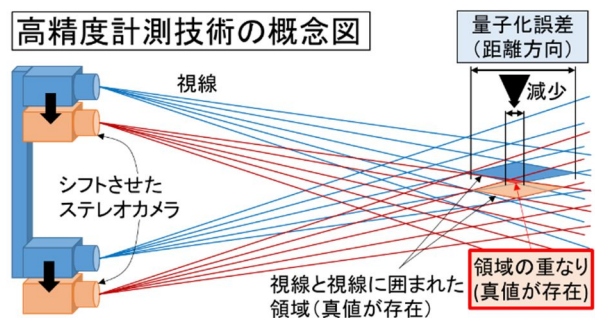 高精度計測技術の概念図
量子化誤差
(距離方向)
視線
減少
シフトさせた
ステレオカメラ
視線と視線に囲まれた
領域(真値が存在)
領域の重なり
(真値が存在)